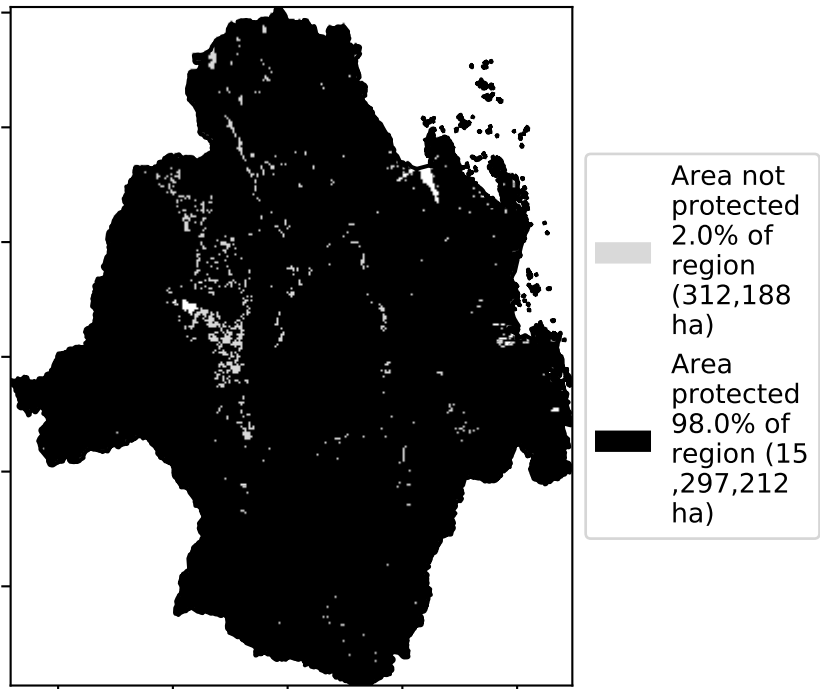 Area not
protected
2.0% of
region
(312,188
ha)
Area
protected
98.0% of
region (15
,297,212
ha)